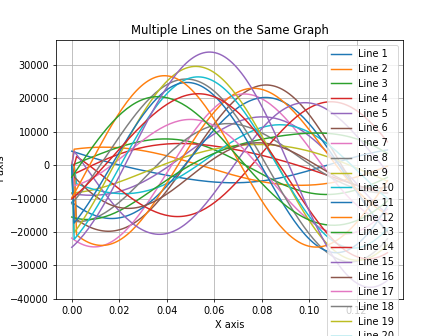 Multiple Lines on the Same Graph
30000
20000
10000
0
−10000
−20000
−30000
−40000
0.00
0.02
0.04
0.06
0.08
0.10
X axis
Line 1
Line 2
Line 3
Line 4
Line 5
Line 6
Line 7
Line 8
Line 9
Line 10
Line 11
Line 12
Line 13
Line 14
Line 15
Line 16
Line 17
Line 18
Line 19
Line 20